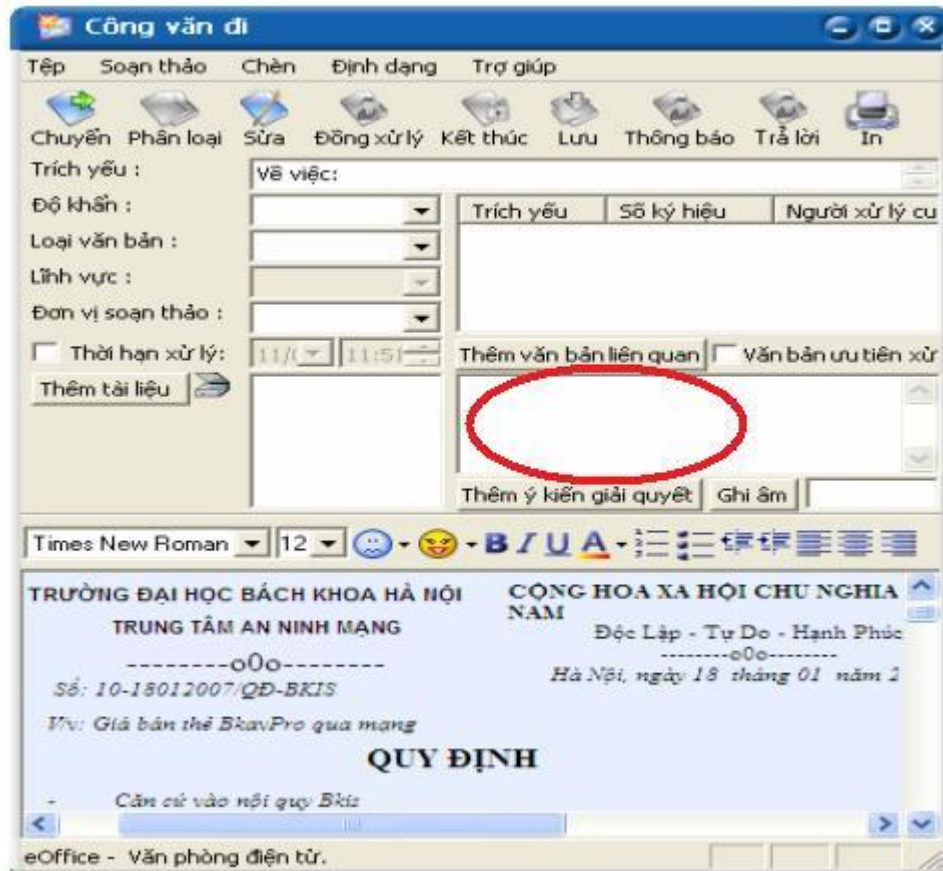 Công văn đi
Tệp Soạn thảo Chèn Định dạng Trợ giúp
Chuyển Phân loại Sửa Đồng xử lý Kết thúc Lưu Thông báo Trả lời In
Trích yếu : Về việc:
Độ khẩn :
Trích yếu Số ký hiệu Người xử lý cu
Loại văn bản :
Lĩnh vực :
Đơn vị soạn thảo :
Thời hạn xử lý: 11/0 11:51 Thêm văn bản liên quan Văn bản ưu tiên xử
Thêm tài liệu
Thêm ý kiến giải quyết Ghi âm
Times New Roman 12 B I U A
TRƯỜNG ĐẠI HỌC BÁCH KHOA HÀ NỘI CỘNG HOA XA HỘI CHU NGHIA
NAM
TRUNG TÂM AN NINH MẠNG Độc Lập - Tự Do - Hạnh Phúc
--------o0o-------- --------o0o--------
Số: 10-18012007/QĐ-BKIS Hà Nội, ngày 18 tháng 01 năm 2
V/v: Giá bán thẻ BkavPro qua mạng
QUY ĐỊNH
- Căn cứ vào nội quy Bkis
eOffice - Văn phòng điện tử.